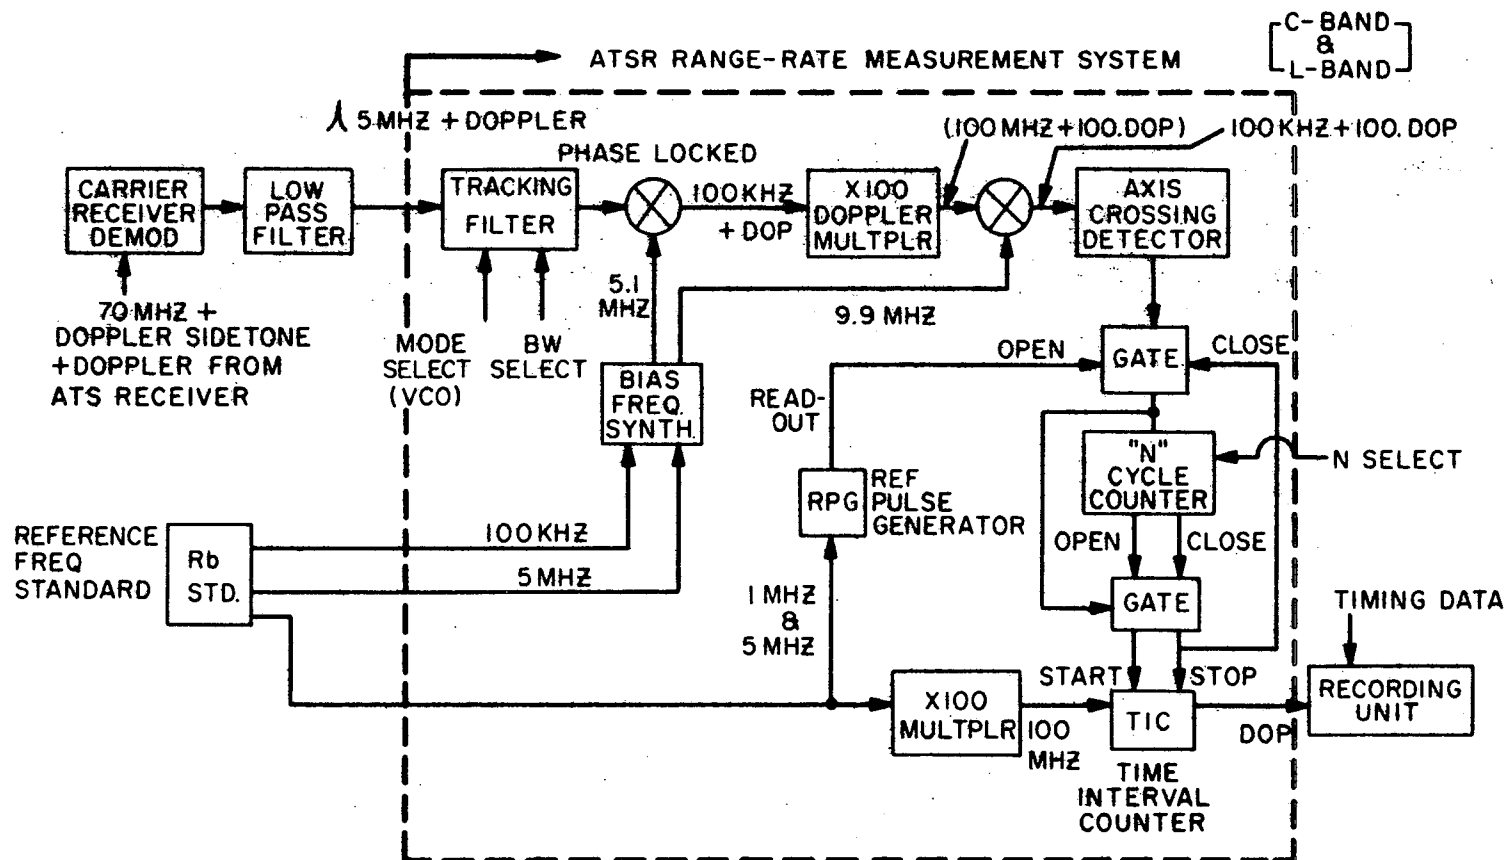 C-BAND
&
L-BAND
ATSR RANGE-RATE MEASUREMENT SYSTEM
5 MHZ + DOPPLER
PHASE LOCKED
(100 MHZ + 100. DOP)
100 KHZ + 100. DOP
CARRIER
RECEIVER
DEMOD
LOW
PASS
FILTER
TRACKING
FILTER
100 KHZ
+ DOP
X100
DOPPLER
MULTPLR
AXIS
CROSSING
DETECTOR
70 MHZ +
DOPPLER SIDETONE
+DOPPLER FROM
ATS RECEIVER
MODE
SELECT
(VCO)
BW
SELECT
5.1
MHZ
9.9 MHZ
BIAS
FREQ.
SYNTH.
READ-
OUT
OPEN
GATE
CLOSE
"N"
CYCLE
COUNTER
N SELECT
RPG
REF
PULSE
GENERATOR
OPEN
CLOSE
REFERENCE
FREQ
STANDARD
Rb
STD.
100 KHZ
5 MHZ
1 MHZ
&
5 MHZ
GATE
TIMING DATA
START
STOP
X100
MULTPLR
100
MHZ
TIC
DOP
RECORDING
UNIT
TIME
INTERVAL
COUNTER